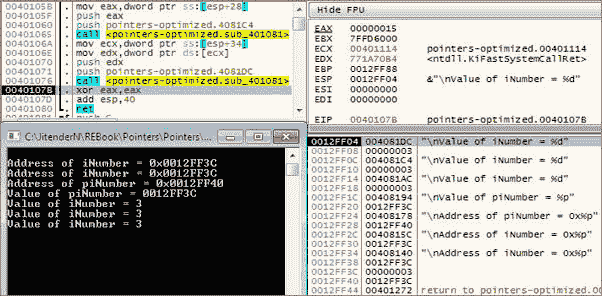 0040105B mov eax,dword ptr ss:[esp+28]
0040105F push eax
00401060 push pointers-optimized.4081C4
00401065 call <pointers-optimized.sub_401081>
0040106A mov ecx,dword ptr ss:[esp+34]
0040106E mov edx,dword ptr ds:[ecx]
00401070 push edx
00401071 push pointers-optimized.4081DC
00401076 call <pointers-optimized.sub_401081>
0040107B xor eax,eax
0040107D add esp,40
00401080 ret
C:\JitenderN\REBook\Pointers\Pointers\...
Address of iNumber = 0x0012FF3C
Address of iNumber = 0x0012FF3C
Address of piNumber = 0x0012FF40
Value of piNumber = 0012FF3C
Value of iNumber = 3
Value of iNumber = 3
Value of iNumber = 3
Hide FPU
EAX 00000015
EBX 7FFD6000
ECX 00401114 pointers-optimized.00401114
EDX 771A70B4 <ntdll.KiFastSystemCallRet>
EBP 0012FF88
ESP 0012FF04 &"\nValue of iNumber = %d"
ESI 00000000
EDI 00000000
EIP 0040107B pointers-optimized.0040107B
0012FF04 004081DC "\nValue of iNumber = %d"
0012FF08 00000003
0012FF0C 004081C4 "\nValue of iNumber = %d"
0012FF10 00000003
0012FF14 004081AC "\nValue of iNumber = %d"
0012FF18 00000003
0012FF1C 00408194 "\nValue of piNumber = %p"
0012FF20 0012FF3C
0012FF24 00408178 "\nAddress of piNumber = 0x%p"
0012FF28 0012FF40
0012FF2C 0040815C "\nAddress of iNumber = 0x%p"
0012FF30 0012FF3C
0012FF34 00408140 "\nAddress of iNumber = 0x%p"
0012FF38 0012FF3C
0012FF3C 00000003
0012FF40 0012FF3C
0012FF44 00401272 return to pointers-optimized.00